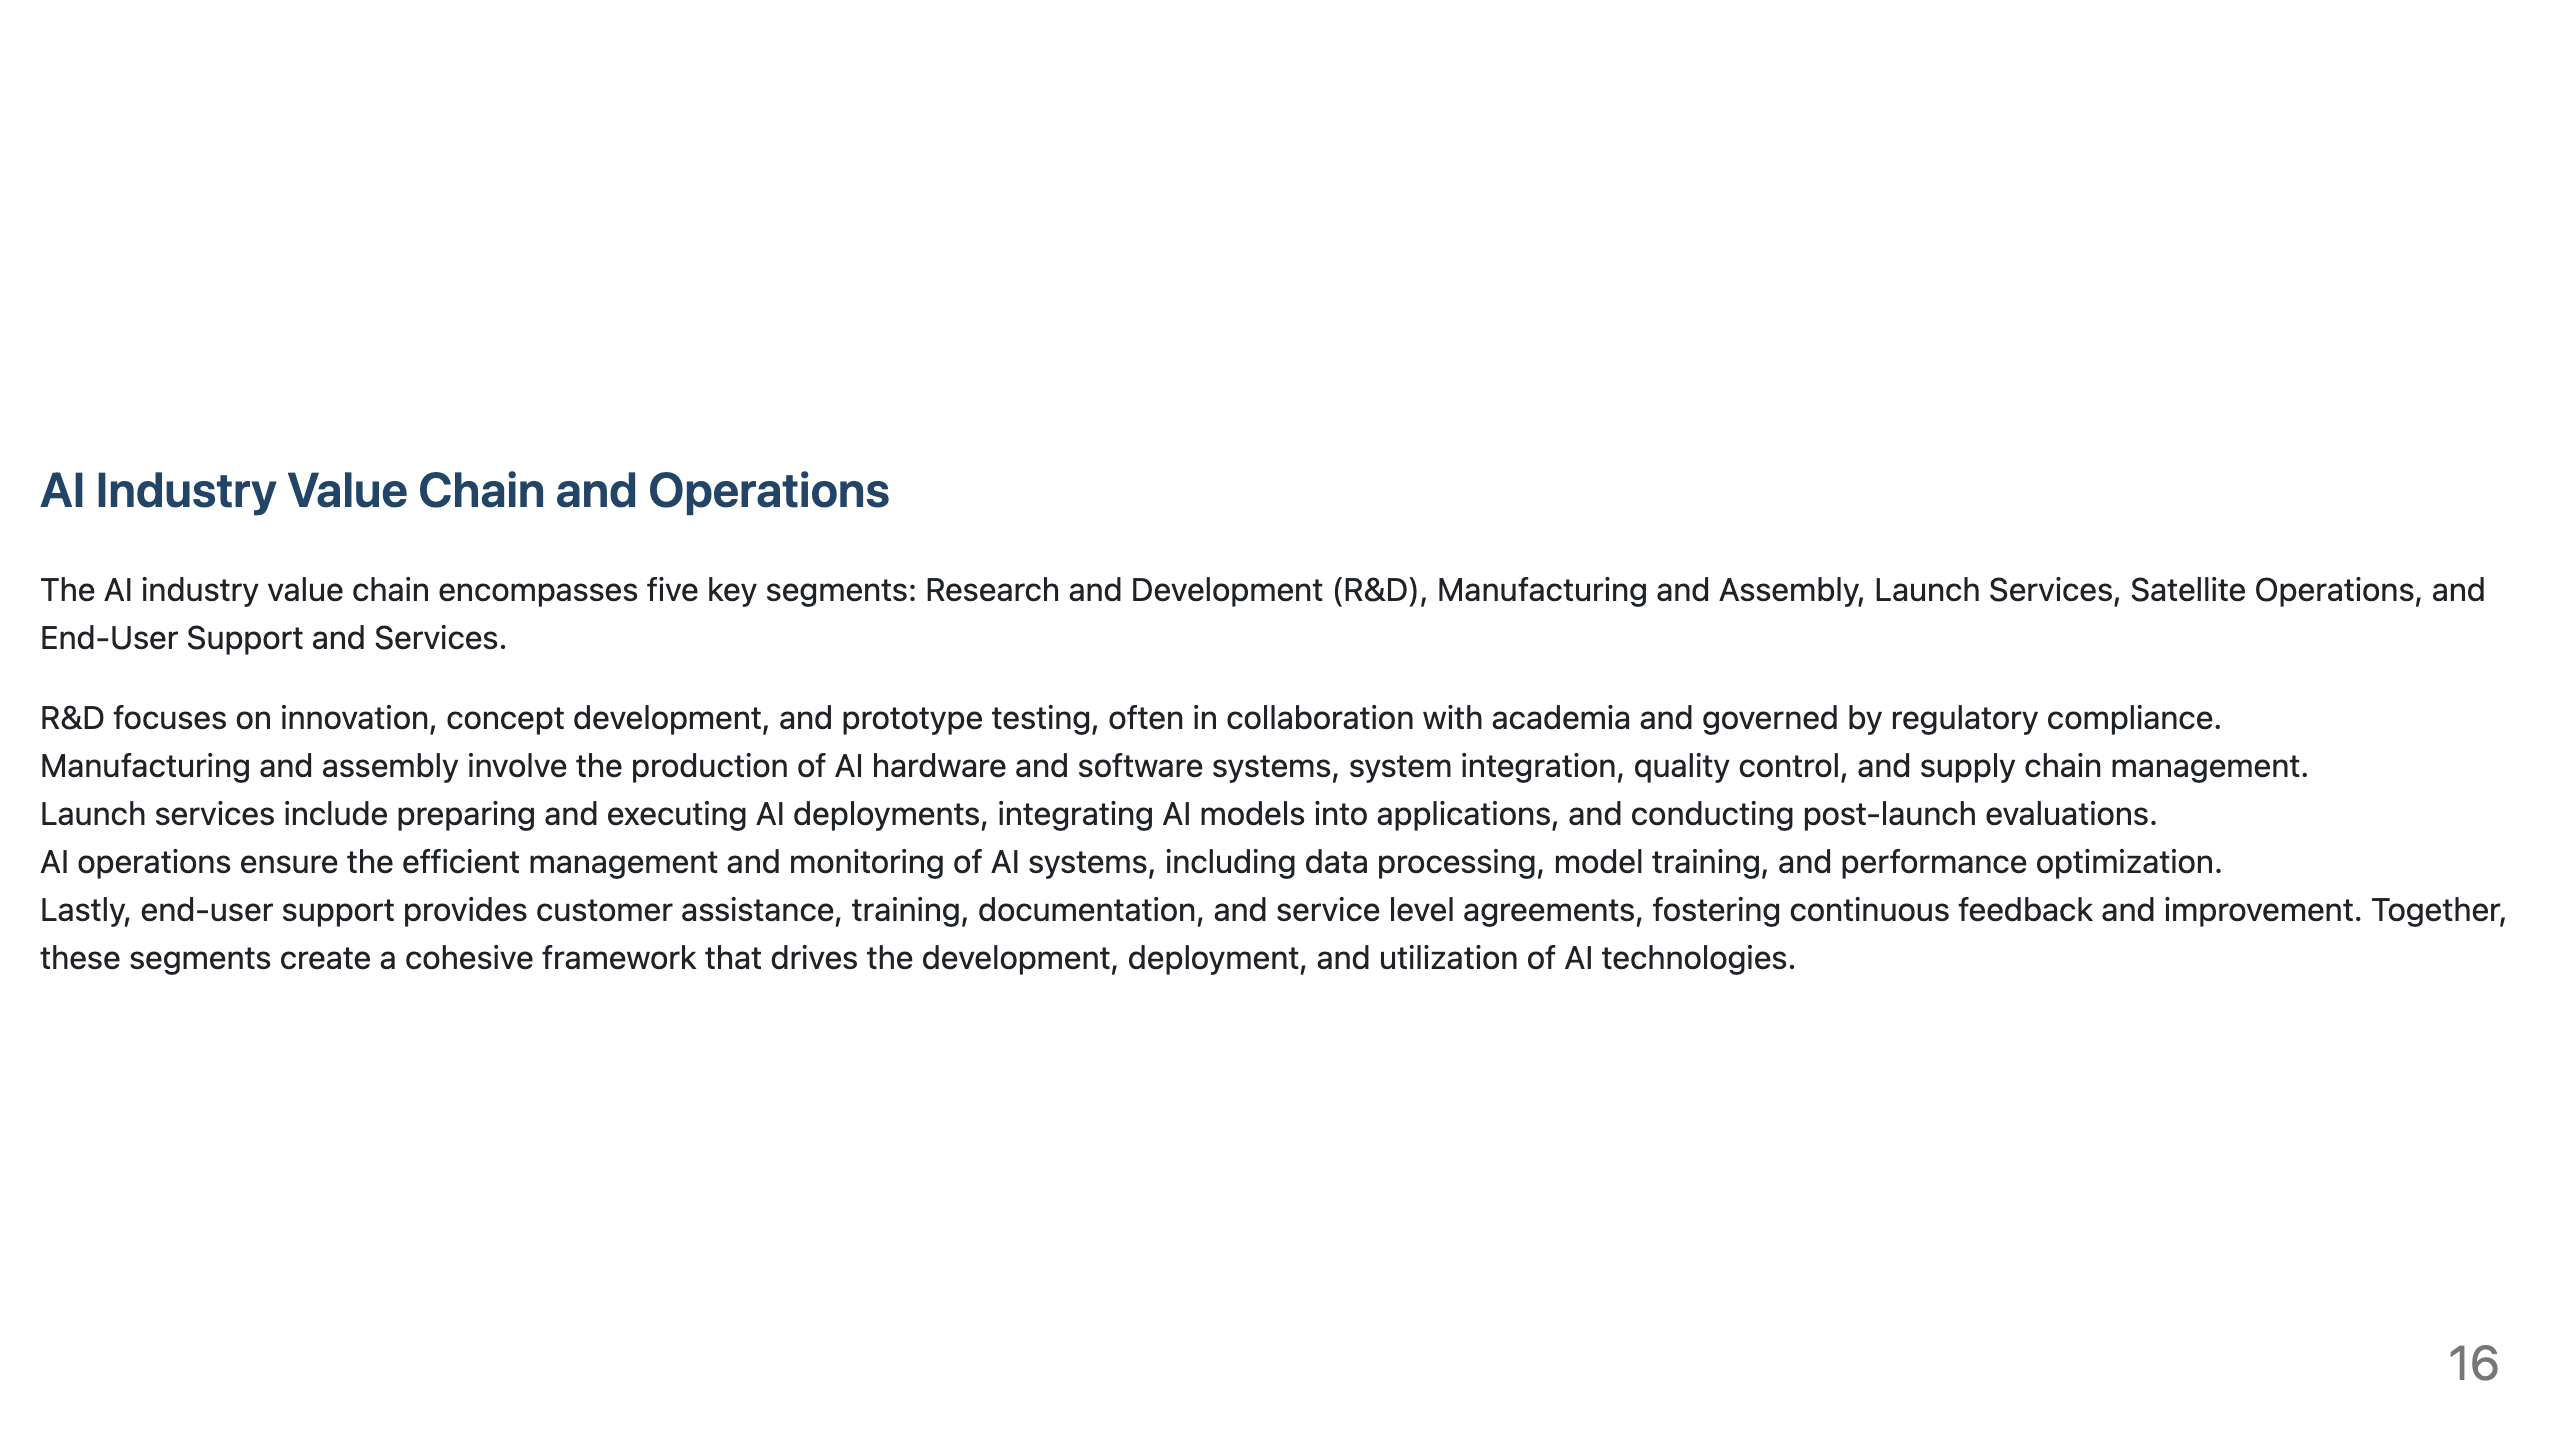 AI Industry Value Chain and Operations
The AI industry value chain encompasses five key segments: Research and Development (R&D), Manufacturing and Assembly, Launch Services, Satellite Operations, and
End-User Support and Services.
R&D focuses on innovation, concept development, and prototype testing, often in collaboration with academia and governed by regulatory compliance.
Manufacturing and assembly involve the production of AI hardware and software systems, system integration, quality control, and supply chain management.
Launch services include preparing and executing AI deployments, integrating AI models into applications, and conducting post-launch evaluations.
AI operations ensure the efficient management and monitoring of AI systems, including data processing, model training, and performance optimization.
Lastly, end-user support provides customer assistance, training, documentation, and service level agreements, fostering continuous feedback and improvement. Together,
these segments create a cohesive framework that drives the development, deployment, and utilization of AI technologies.
16